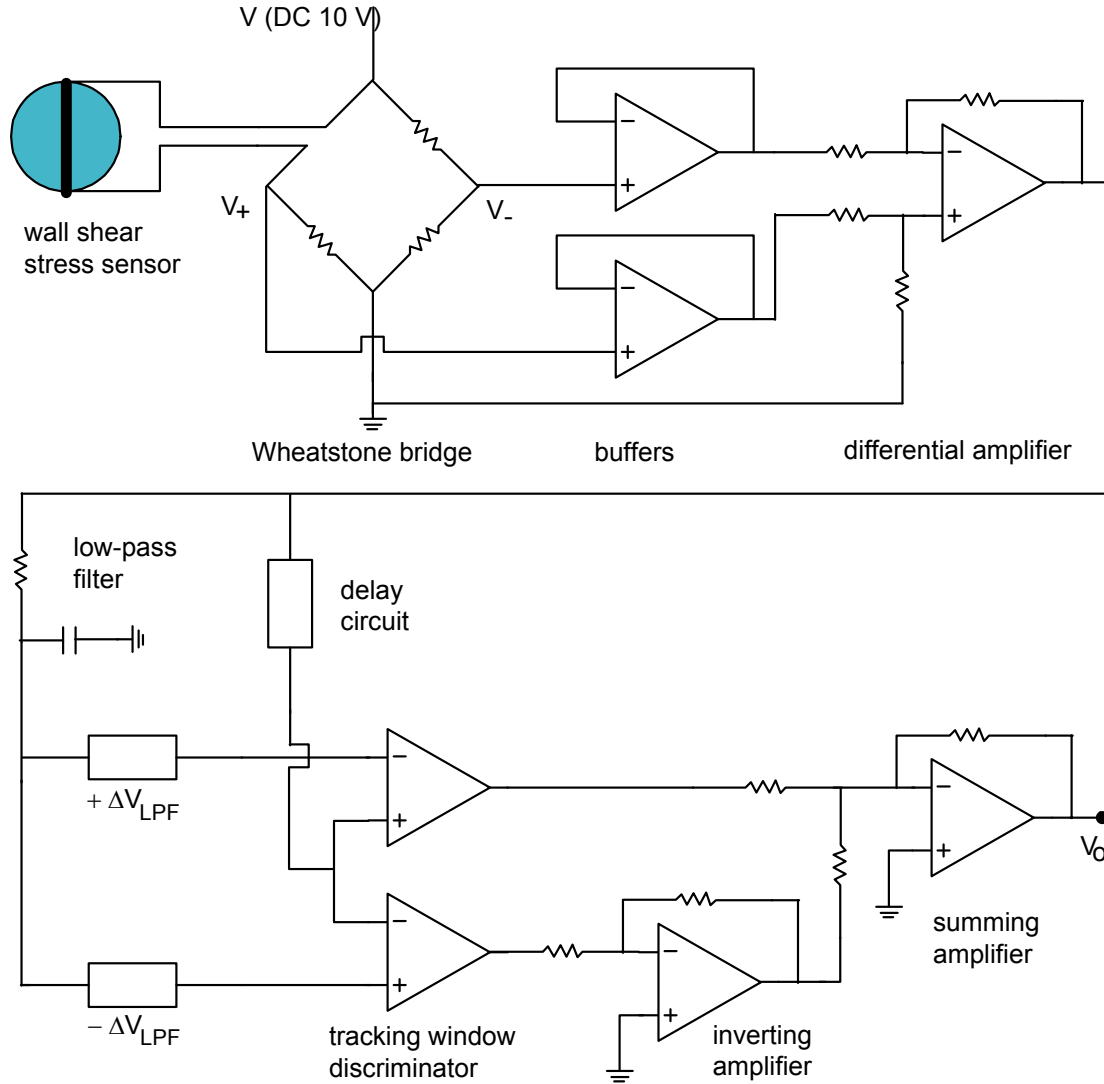 V (DC 10 V)
wall shear
stress sensor
V+
V-
−
+
−
+
−
+
Wheatstone bridge
buffers
differential amplifier
low-pass
filter
delay
circuit
+ ΔVLPF
−
+
−
+
Vo
−
+
−
+
summing
amplifier
− ΔVLPF
tracking window
discriminator
inverting
amplifier